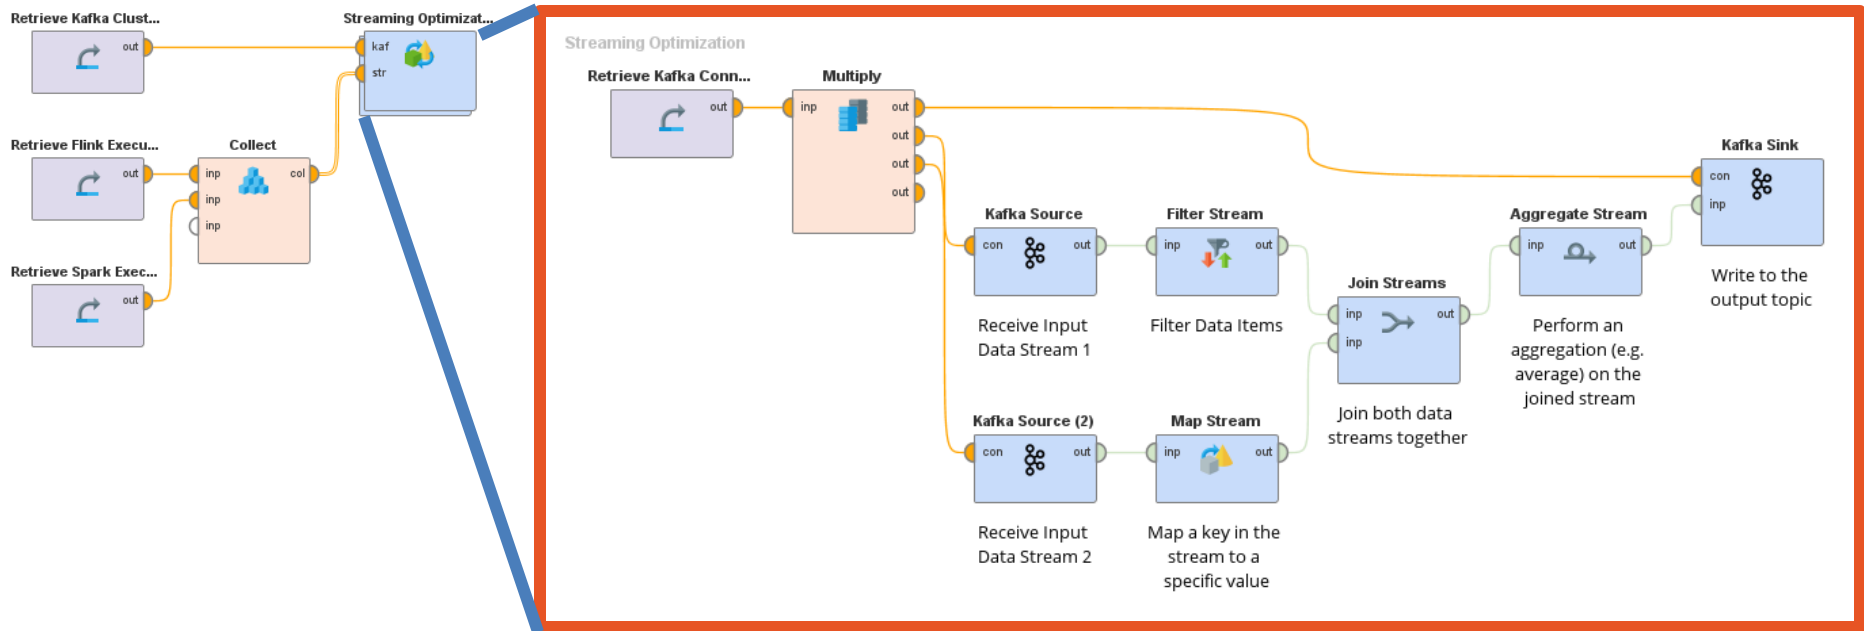 Retrieve Kafka Clust...
out
Streaming Optimizat...
kaf
str
Retrieve Flink Execu...
out
Collect
inp
inp
inp
col
Retrieve Spark Exec...
out
Streaming Optimization
Retrieve Kafka Conn...
out
Multiply
inp
out
out
out
out
Kafka Source
con
out
Receive Input
Data Stream 1
Filter Stream
inp
out
Filter Data Items
Kafka Source (2)
con
out
Receive Input
Data Stream 2
Map Stream
inp
out
Map a key in the
stream to a
specific value
Join Streams
inp
inp
out
Join both data
streams together
Aggregate Stream
inp
out
Perform an
aggregation (e.g.
average) on the
joined stream
Kafka Sink
con
inp
Write to the
output topic